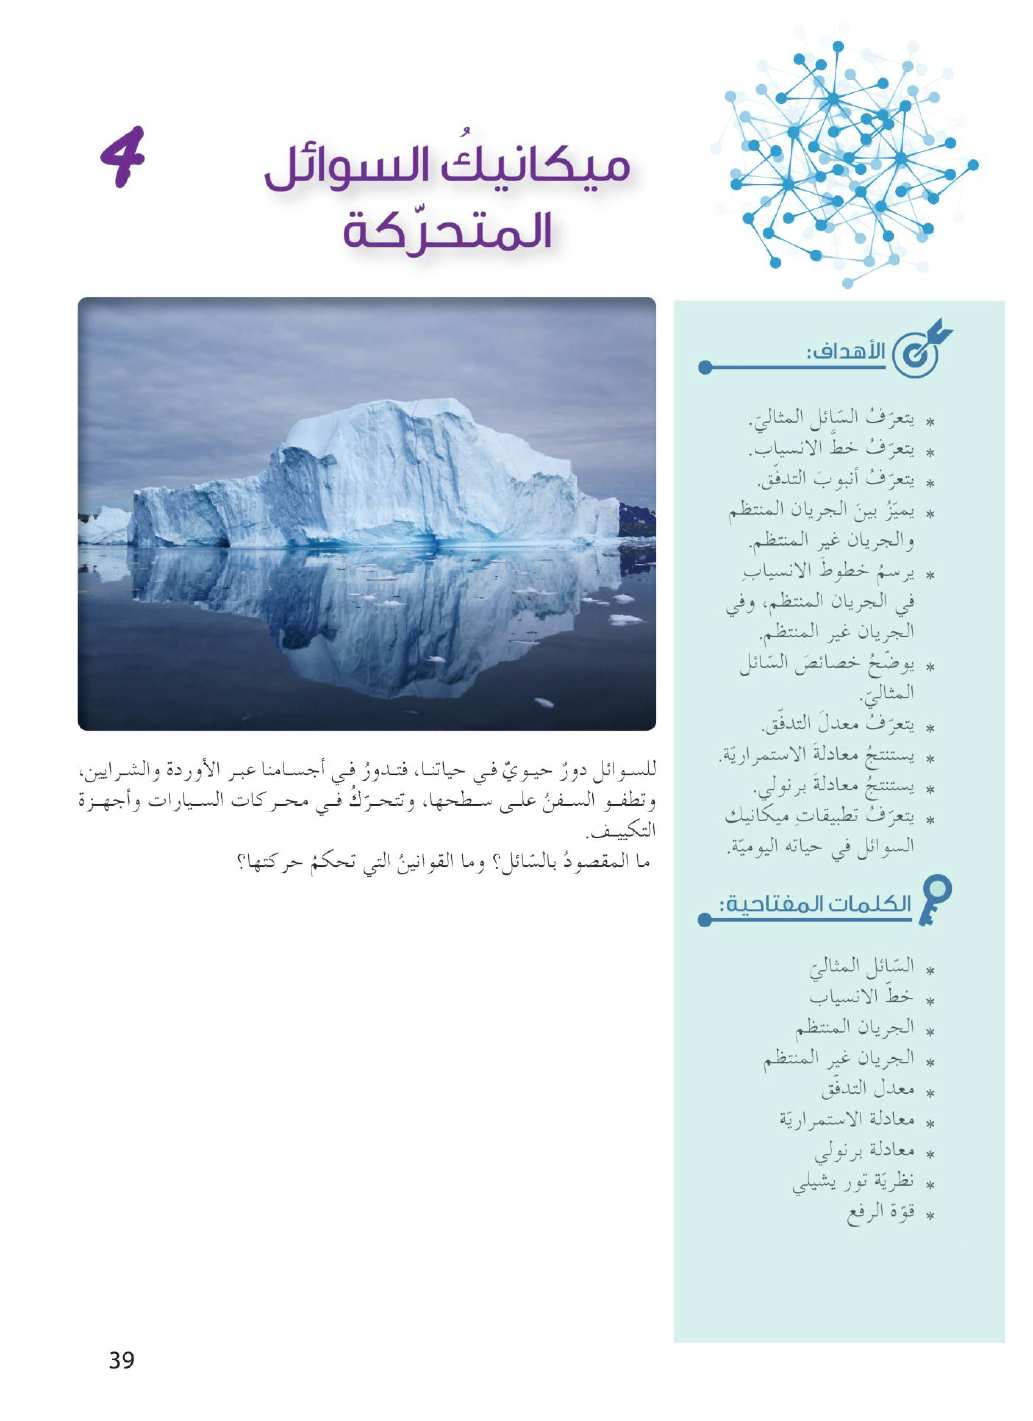 4
ميكانيكُ السوائل
المتحرّكة
الأهداف:
* يتعرّفُ السّائل المثاليّ.
* يتعرّفُ خطَّ الانسياب.
* يتعرّفُ أنبوبَ التدفّق.
* يميّزُ بينَ الجريان المنتظم
والجريان غير المنتظم.
* يرسمُ خطوطَ الانسيابِ
في الجريان المنتظم، وفي
الجريان غير المنتظم.
* يوضّحُ خصائصَ السّائل
المثاليّ.
* يتعرّفُ معدلَ التدفّق.
* يستنتجُ معادلةَ الاستمراريّة.
* يستنتجُ معادلةَ برنولي.
* يتعرّفُ تطبيقاتِ ميكانيك
السوائل في حياته اليوميّة.
الكلمات المفتاحية:
* السّائل المثاليّ
* خطّ الانسياب
* الجريان المنتظم
* الجريان غير المنتظم
* معدل التدفّق
* معادلة الاستمراريّة
* معادلة برنولي
* نظريّة تور يشيلي
* قوّة الرفع
للسوائل دورٌ حيويٌّ في حياتنا، فتدورُ في أجسامنا عبر الأوردة والشرايين،
وتطفو السفنُ على سطحها، وتتحرّكُ في محركات السيارات وأجهزة
التكييف.
ما المقصودُ بالسّائل؟ وما القوانينُ التي تحكمُ حركتها؟
39